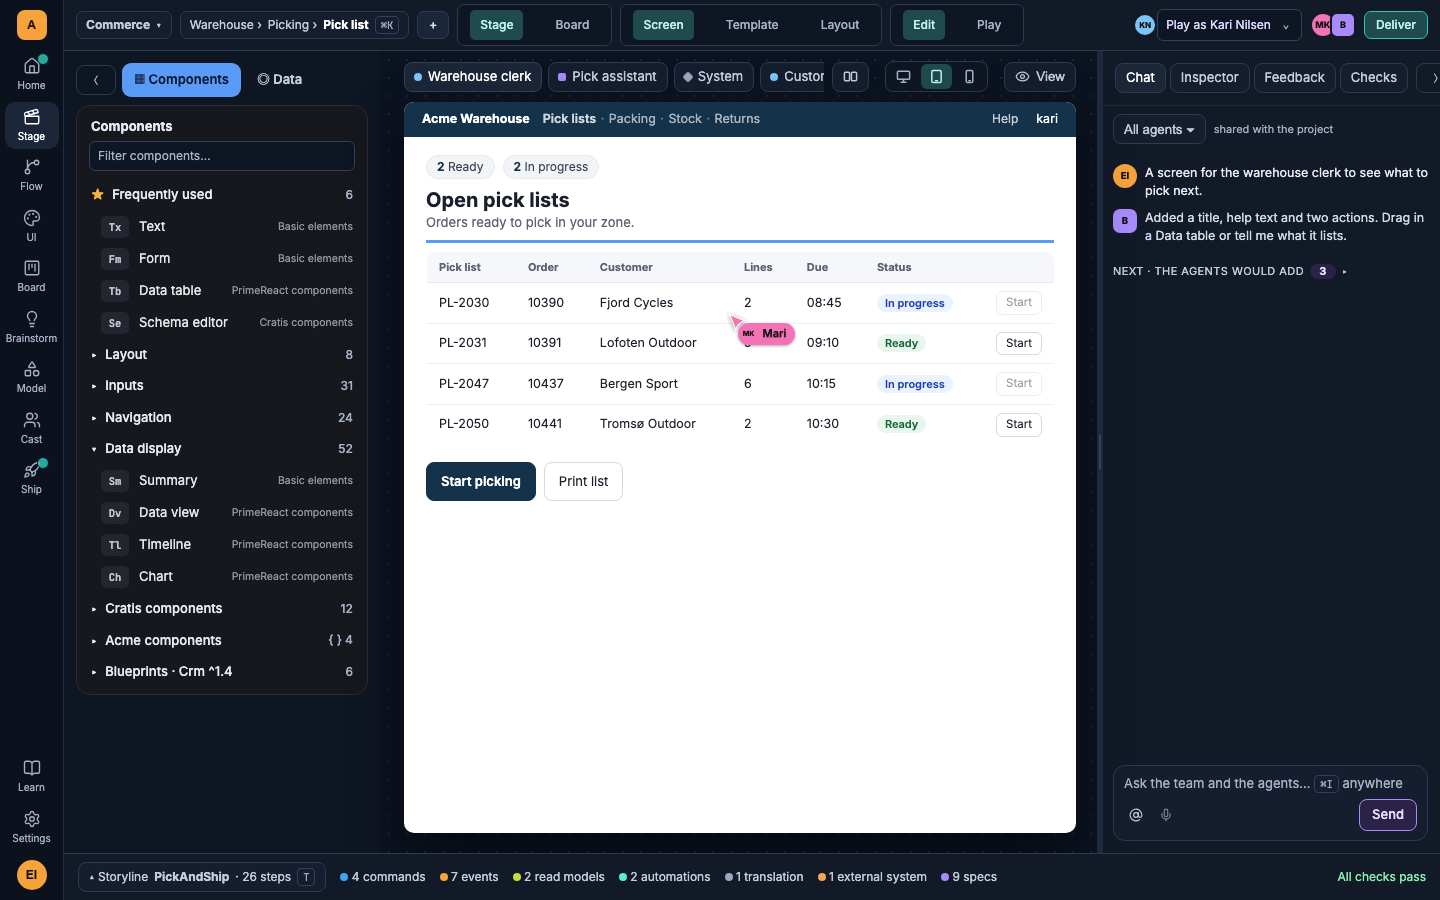 A
Commerce ▾
Warehouse › Picking › Pick list ⌘K
+
Stage
Board
Screen
Template
Layout
Edit
Play
KN
Play as Kari Nilsen
MK
B
Deliver
Home
Stage
Flow
UI
Board
Brainstorm
Model
Cast
Ship
Learn
Settings
EI
Components
Data
Components
Filter components...
Frequently used 6
Tx Text Basic elements
Fm Form Basic elements
Tb Data table PrimeReact components
Se Schema editor Cratis components
Layout 8
Inputs 31
Navigation 24
Data display 52
Sm Summary Basic elements
Dv Data view PrimeReact components
Tl Timeline PrimeReact components
Ch Chart PrimeReact components
Cratis components 12
Acme components { } 4
Blueprints · Crm ^1.4 6
Warehouse clerk
Pick assistant
System
Custor
View
Acme Warehouse Pick lists · Packing · Stock · Returns Help kari
2 Ready 2 In progress
Open pick lists
Orders ready to pick in your zone.
Pick list Order Customer Lines Due Status
PL-2030 10390 Fjord Cycles 2 08:45 In progress Start
MK Mari
PL-2031 10391 Lofoten Outdoor 09:10 Ready Start
PL-2047 10437 Bergen Sport 6 10:15 In progress Start
PL-2050 10441 Tromsø Outdoor 2 10:30 Ready Start
Start picking
Print list
Chat
Inspector
Feedback
Checks
All agents ▾ shared with the project
EI A screen for the warehouse clerk to see what to
pick next.
B Added a title, help text and two actions. Drag in
a Data table or tell me what it lists.
NEXT · THE AGENTS WOULD ADD 3
Ask the team and the agents... ⌘I anywhere
@
Send
Storyline PickAndShip · 26 steps T
4 commands
7 events
2 read models
2 automations
1 translation
1 external system
9 specs
All checks pass